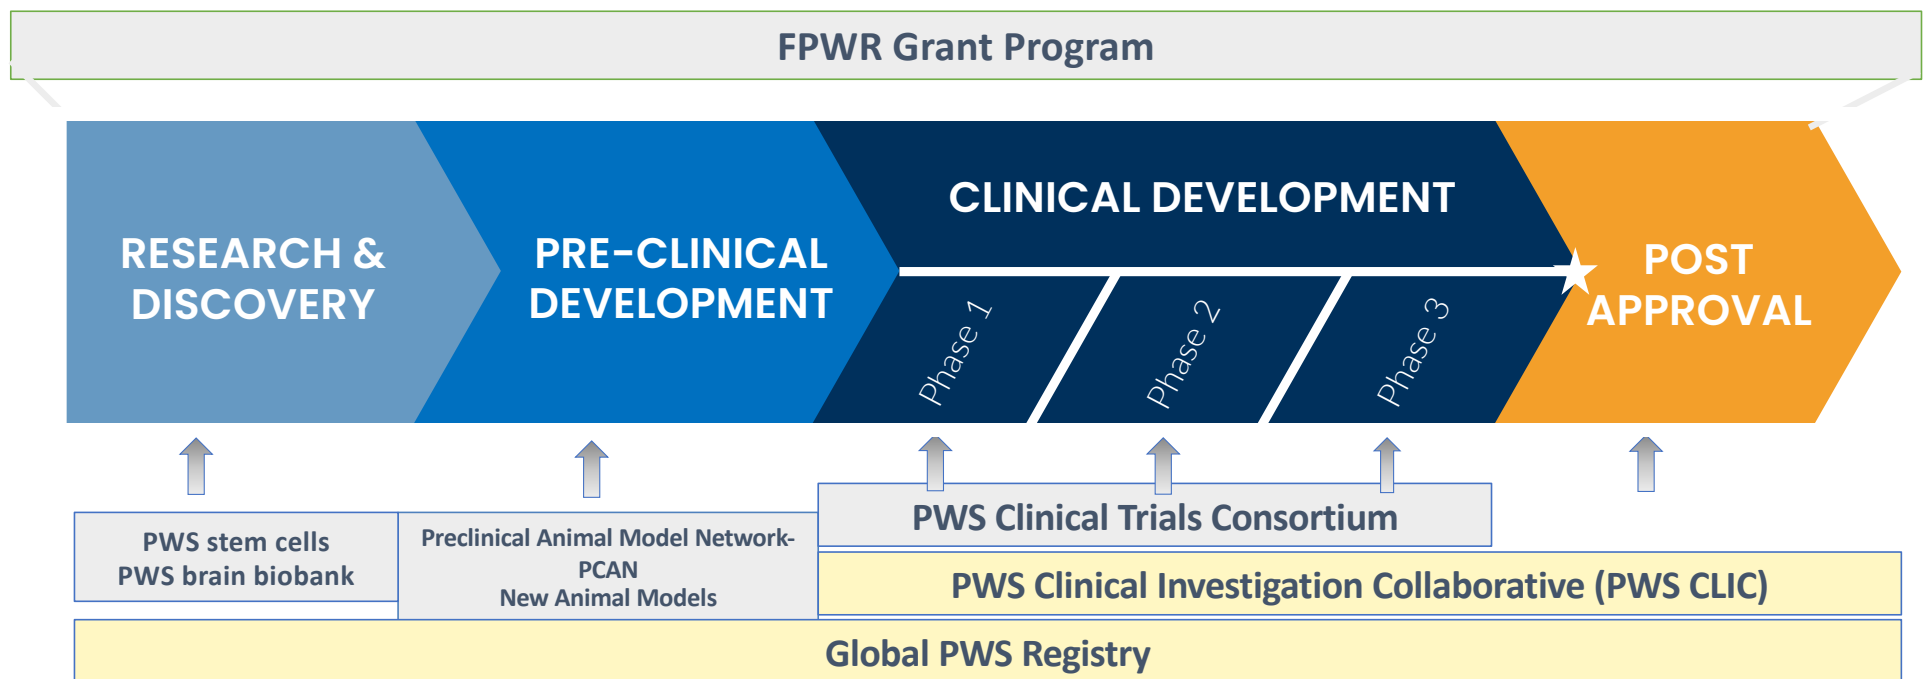 FPWR Grant Program
RESEARCH &
DISCOVERY
PRE-CLINICAL
DEVELOPMENT
CLINICAL DEVELOPMENT
Phase 1
Phase 2
Phase 3
POST
APPROVAL
PWS stem cells
PWS brain biobank
Preclinical Animal Model Network-
PCAN
New Animal Models
PWS Clinical Trials Consortium
PWS Clinical Investigation Collaborative (PWS CLIC)
Global PWS Registry